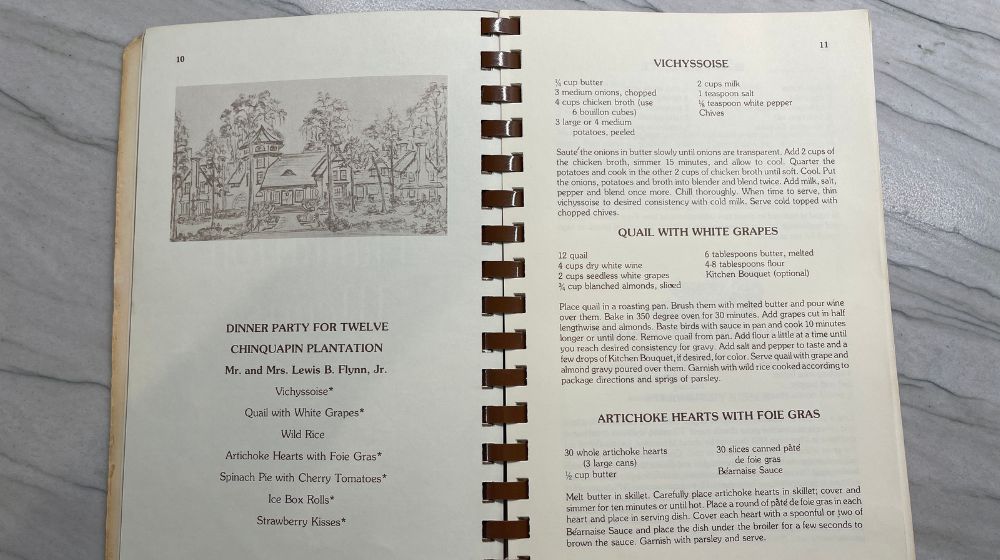 10
DINNER PARTY FOR TWELVE
CHINQUAPIN PLANTATION
Mr. and Mrs. Lewis B. Flynn, Jr.
Vichyssoise*
Quail with White Grapes*
Wild Rice
Artichoke Hearts with Foie Gras*
Spinach Pie with Cherry Tomatoes*
Ice Box Rolls*
Strawberry Kisses*
11
VICHYSSOISE
cup butter
3 medium onions, chopped
4 cups chicken broth (use
6 bouillon cubes)
3 large or 4 medium
potatoes, peeled
2 cups milk
1 teaspoon salt
teaspoon white pepper
Chives
Sauté the onions in butter slowly until onions are transparent. Add 2 cups of
the chicken broth, simmer 15 minutes, and allow to cool. Quarter the
potatoes and cook in the other 2 cups of chicken broth until soft. Cool. Put
the onions, potatoes and broth into blender and blend twice. Add milk, salt,
pepper and blend once more. Chill thoroughly. When time to serve, thin
vichyssoise to desired consistency with cold milk. Serve cold topped with
chopped chives.
QUAIL WITH WHITE GRAPES
12 quail
4 cups dry white wine
2 cups seedless white grapes
¾ cup blanched almonds, sliced
6 tablespoons butter, melted
4-8 tablespoons flour
Kitchen Bouquet (optional)
Place quail in a roasting pan. Brush them with melted butter and pour wine
over them. Bake in 350 degree oven for 30 minutes. Add grapes cut in half
lengthwise and almonds. Baste birds with sauce in pan and cook 10 minutes
longer or until done. Remove quail from pan. Add flour a little at a time until
you reach desired consistency for gravy. Add salt and pepper to taste and a
few drops of Kitchen Bouquet, if desired, for color. Serve quail with grape and
almond gravy poured over them. Garnish with wild rice cooked according to
package directions and sprigs of parsley.
ARTICHOKE HEARTS WITH FOIE GRAS
30 whole artichoke hearts
(3 large cans)
½ cup butter
30 slices canned pâté
de foie gras
Béarnaise Sauce
Melt butter in skillet. Carefully place artichoke hearts in skillet; cover and
simmer for ten minutes or until hot. Place a round of pâté de foie gras in each
heart and place in serving dish. Cover each heart with a spoonful or two of
Béarnaise Sauce and place the dish under the broiler for a few seconds to
brown the sauce. Garnish with parsley and serve.